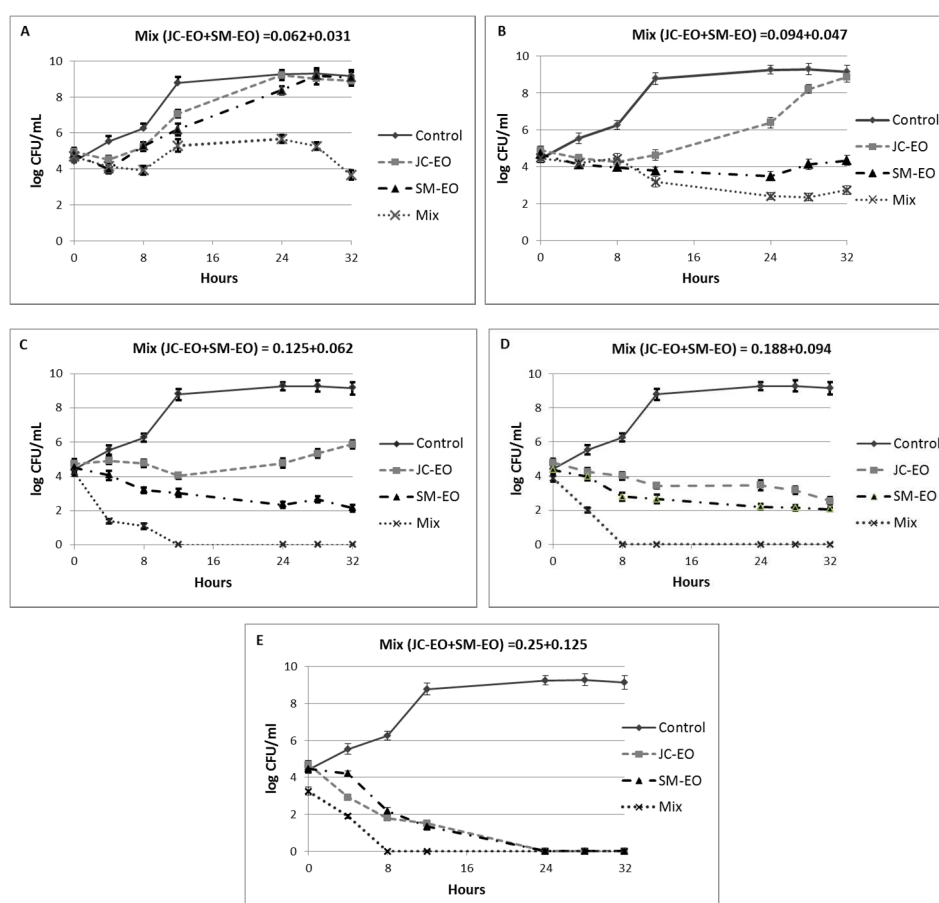 A
Mix (JC-EO+SM-EO) =0.062+0.031
log CFU/mL
10
8
6
4
2
0
0 8 16 24 32
Hours
Control
JC-EO
SM-EO
Mix
B
Mix (JC-EO+SM-EO) =0.094+0.047
log CFU/mL
10
8
6
4
2
0
0 8 16 24 32
Hours
Control
JC-EO
SM-EO
Mix
C
Mix (JC-EO+SM-EO) = 0.125+0.062
log CFU/mL
10
8
6
4
2
0
0 8 16 24 32
Hours
Control
JC-EO
SM-EO
Mix
D
Mix (JC-EO+SM-EO) = 0.188+0.094
log CFU/mL
10
8
6
4
2
0
0 8 16 24 32
Hours
Control
JC-EO
SM-EO
Mix
E
Mix (JC-EO+SM-EO) =0.25+0.125
log CFU/ml
10
8
6
4
2
0
0 8 16 24 32
Hours
Control
JC-EO
SM-EO
Mix